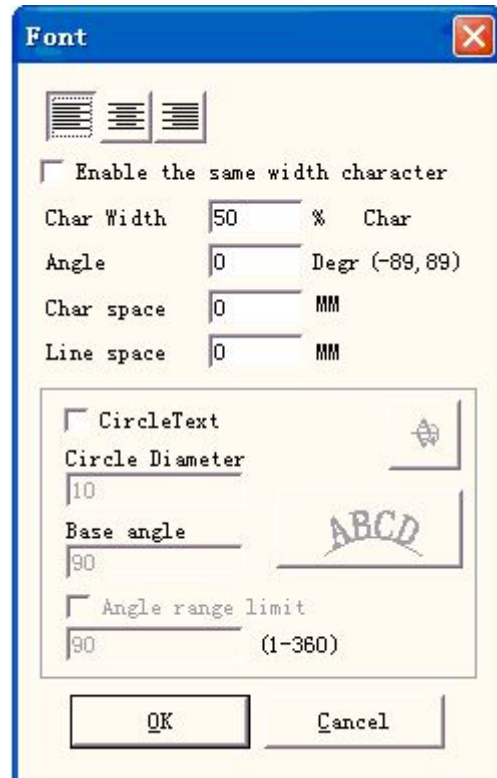 Font
Enable the same width character
Char Width 50 % Char
Angle 0 Degr (-89,89)
Char space 0 MM
Line space 0 MM
CircleText
Circle Diameter
10
Base angle
90
ABCD
Angle range limit
90 (1-360)
OK Cancel